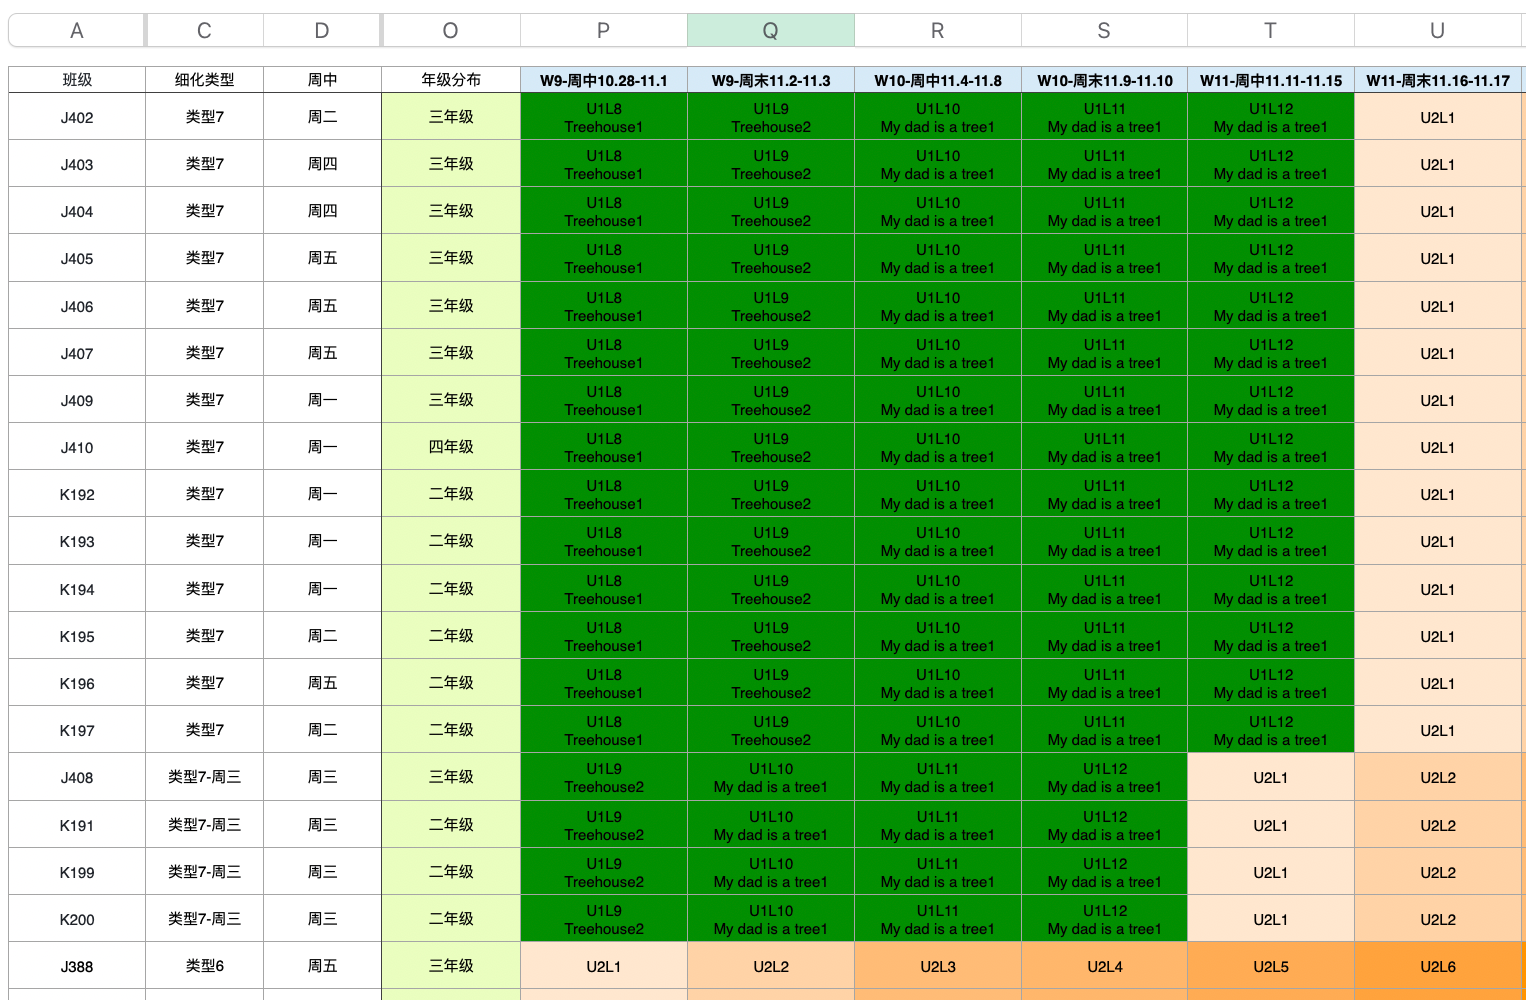 A C D O P Q R S T U
班级 细化类型 周中 年级分布 W9-周中10.28-11.1 W9-周末11.2-11.3 W10-周中11.4-11.8 W10-周末11.9-11.10 W11-周中11.11-11.15 W11-周末11.16-11.17
J402 类型7 周二 三年级 U1L8 Treehouse1 U1L9 Treehouse2 U1L10 My dad is a tree1 U1L11 My dad is a tree1 U1L12 My dad is a tree1 U2L1
J403 类型7 周四 三年级 U1L8 Treehouse1 U1L9 Treehouse2 U1L10 My dad is a tree1 U1L11 My dad is a tree1 U1L12 My dad is a tree1 U2L1
J404 类型7 周四 三年级 U1L8 Treehouse1 U1L9 Treehouse2 U1L10 My dad is a tree1 U1L11 My dad is a tree1 U1L12 My dad is a tree1 U2L1
J405 类型7 周五 三年级 U1L8 Treehouse1 U1L9 Treehouse2 U1L10 My dad is a tree1 U1L11 My dad is a tree1 U1L12 My dad is a tree1 U2L1
J406 类型7 周五 三年级 U1L8 Treehouse1 U1L9 Treehouse2 U1L10 My dad is a tree1 U1L11 My dad is a tree1 U1L12 My dad is a tree1 U2L1
J407 类型7 周五 三年级 U1L8 Treehouse1 U1L9 Treehouse2 U1L10 My dad is a tree1 U1L11 My dad is a tree1 U1L12 My dad is a tree1 U2L1
J409 类型7 周一 三年级 U1L8 Treehouse1 U1L9 Treehouse2 U1L10 My dad is a tree1 U1L11 My dad is a tree1 U1L12 My dad is a tree1 U2L1
J410 类型7 周一 四年级 U1L8 Treehouse1 U1L9 Treehouse2 U1L10 My dad is a tree1 U1L11 My dad is a tree1 U1L12 My dad is a tree1 U2L1
K192 类型7 周一 二年级 U1L8 Treehouse1 U1L9 Treehouse2 U1L10 My dad is a tree1 U1L11 My dad is a tree1 U1L12 My dad is a tree1 U2L1
K193 类型7 周一 二年级 U1L8 Treehouse1 U1L9 Treehouse2 U1L10 My dad is a tree1 U1L11 My dad is a tree1 U1L12 My dad is a tree1 U2L1
K194 类型7 周一 二年级 U1L8 Treehouse1 U1L9 Treehouse2 U1L10 My dad is a tree1 U1L11 My dad is a tree1 U1L12 My dad is a tree1 U2L1
K195 类型7 周二 二年级 U1L8 Treehouse1 U1L9 Treehouse2 U1L10 My dad is a tree1 U1L11 My dad is a tree1 U1L12 My dad is a tree1 U2L1
K196 类型7 周五 二年级 U1L8 Treehouse1 U1L9 Treehouse2 U1L10 My dad is a tree1 U1L11 My dad is a tree1 U1L12 My dad is a tree1 U2L1
K197 类型7 周二 二年级 U1L8 Treehouse1 U1L9 Treehouse2 U1L10 My dad is a tree1 U1L11 My dad is a tree1 U1L12 My dad is a tree1 U2L1
J408 类型7-周三 周三 三年级 U1L9 Treehouse2 U1L10 My dad is a tree1 U1L11 My dad is a tree1 U1L12 My dad is a tree1 U2L1 U2L2
K191 类型7-周三 周三 二年级 U1L9 Treehouse2 U1L10 My dad is a tree1 U1L11 My dad is a tree1 U1L12 My dad is a tree1 U2L1 U2L2
K199 类型7-周三 周三 二年级 U1L9 Treehouse2 U1L10 My dad is a tree1 U1L11 My dad is a tree1 U1L12 My dad is a tree1 U2L1 U2L2
K200 类型7-周三 周三 二年级 U1L9 Treehouse2 U1L10 My dad is a tree1 U1L11 My dad is a tree1 U1L12 My dad is a tree1 U2L1 U2L2
J388 类型6 周五 三年级 U2L1 U2L2 U2L3 U2L4 U2L5 U2L6